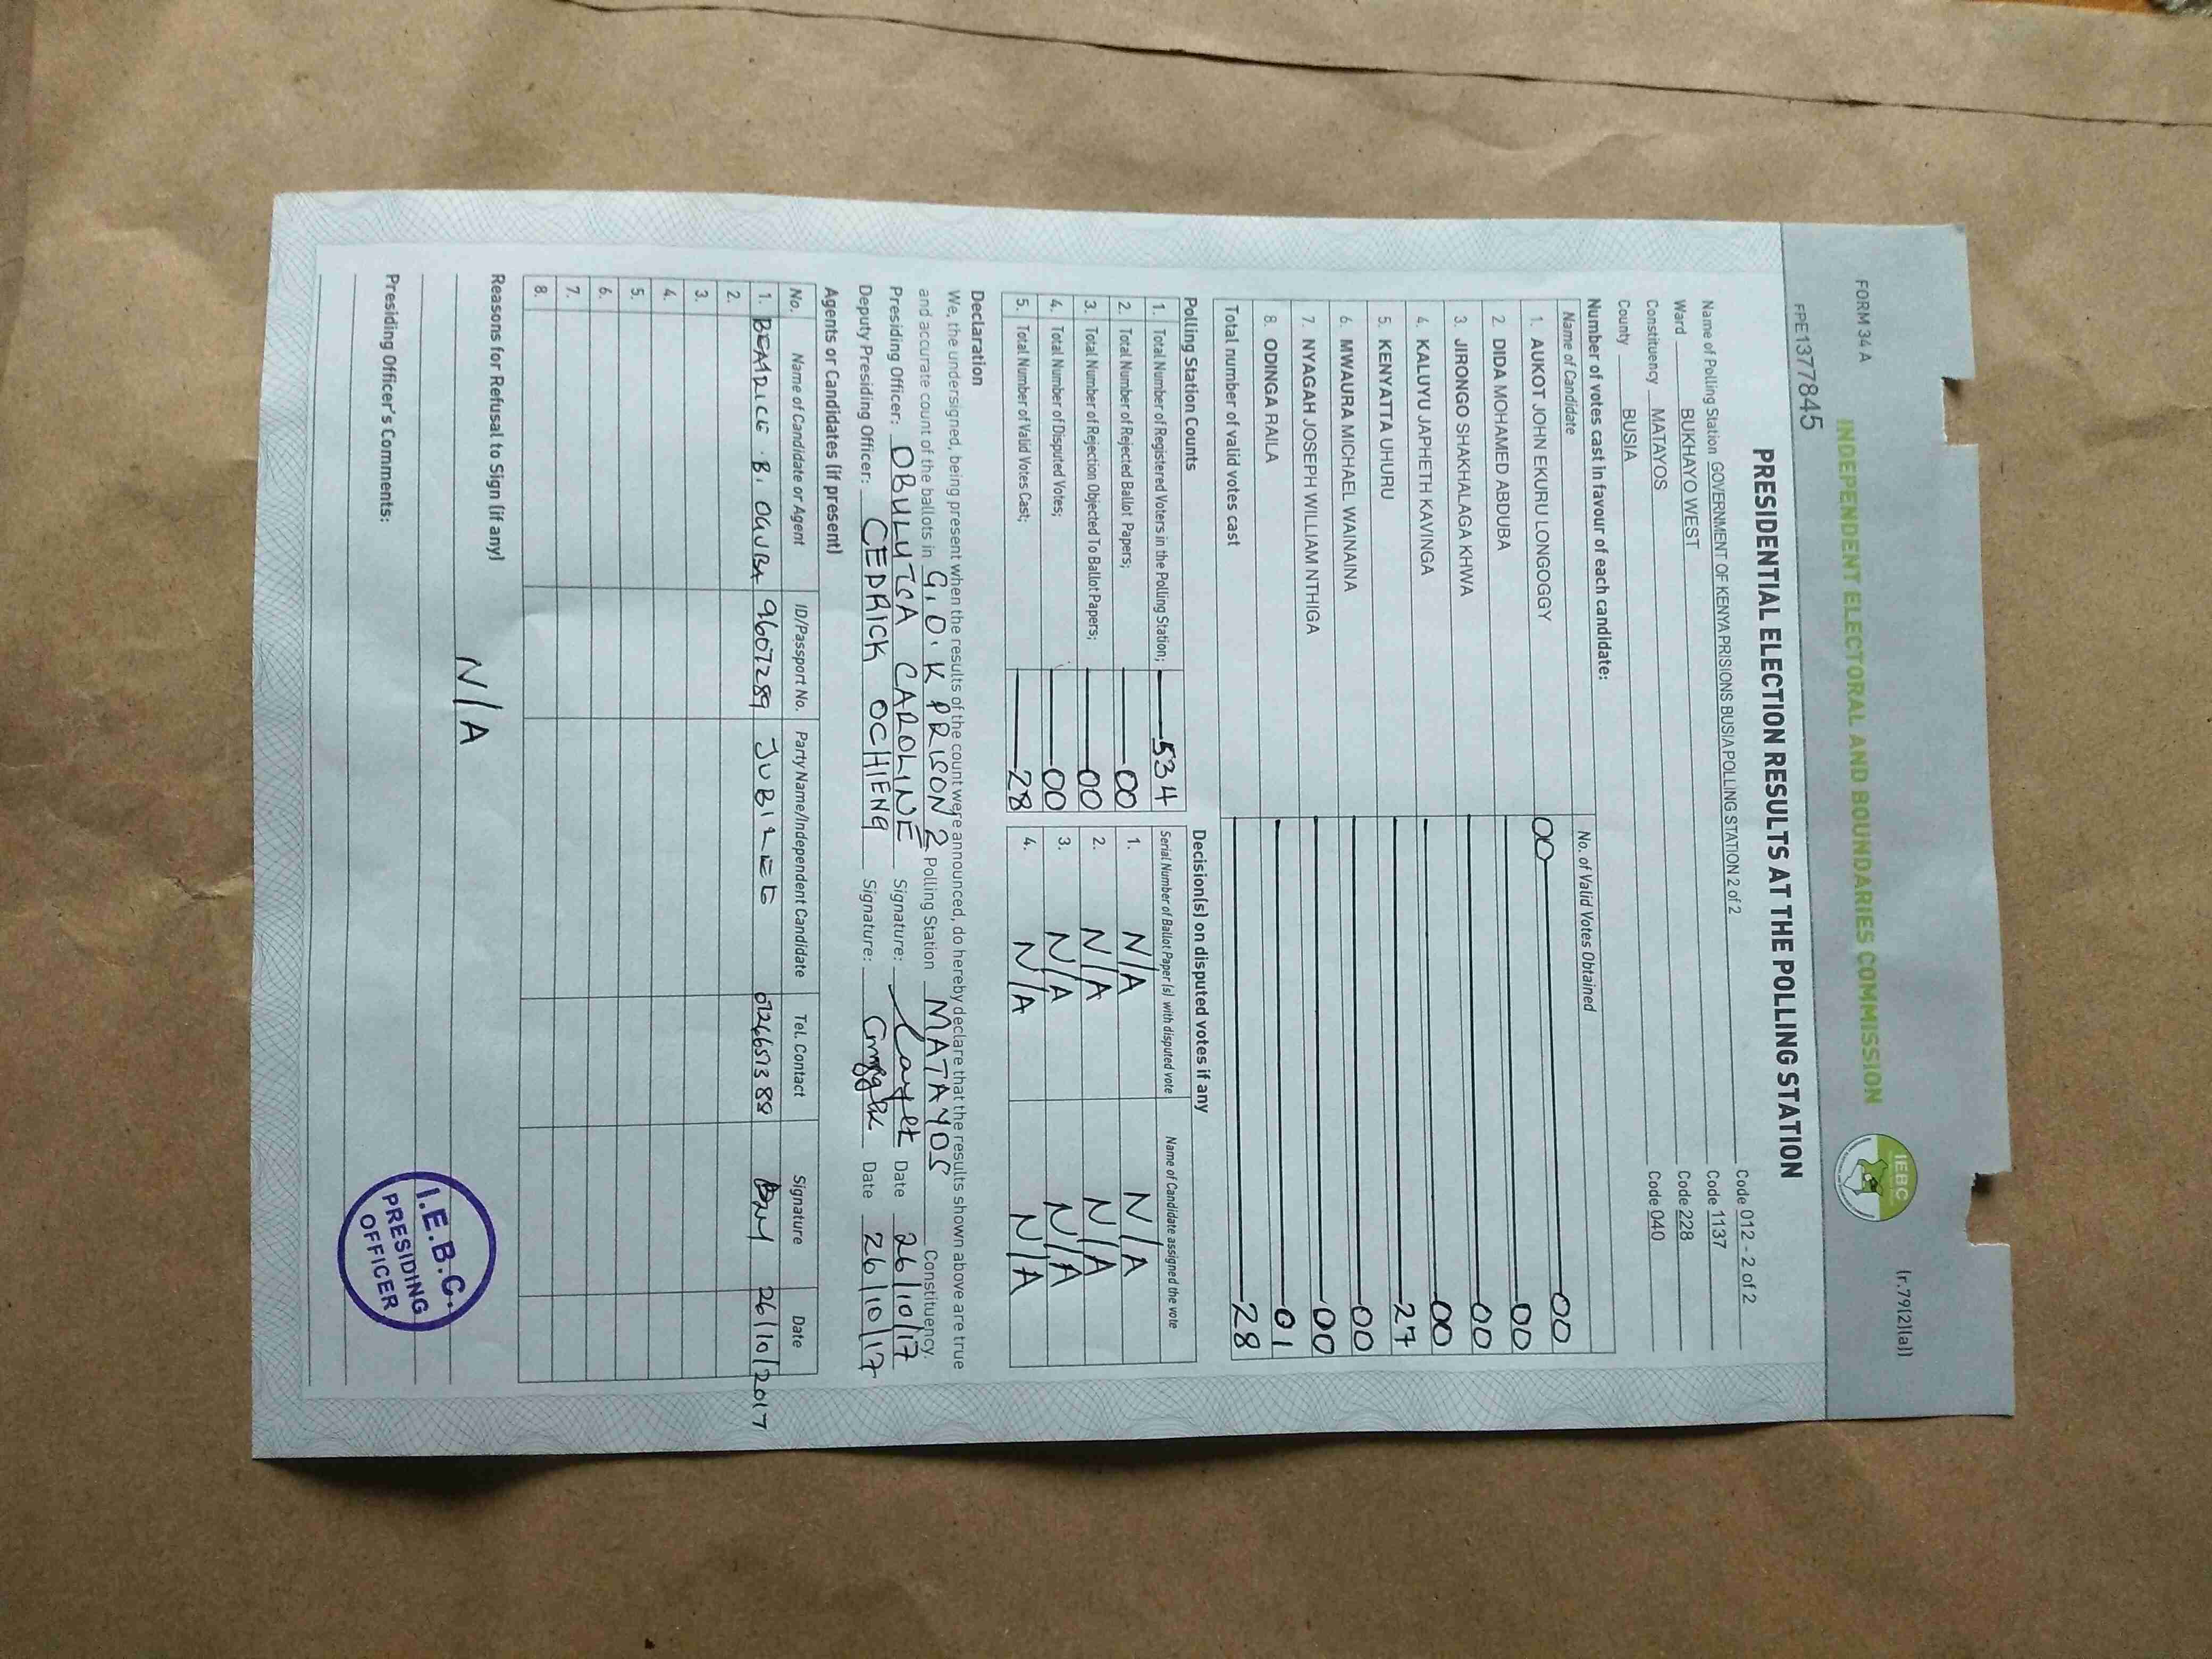 FORM 34 A
(r.79(2)(a))
INDEPENDENT ELECTORAL AND BOUNDARIES COMMISSION
IEBC
FPE1377845
PRESIDENTIAL ELECTION RESULTS AT THE POLLING STATION
Name of Polling Station GOVERNMENT OF KENYA PRISIONS BUSIA POLLING STATION 2 of 2 Code 012 - 2 of 2
Ward BUKHAYO WEST Code 1137
Constituency MATAYOS Code 228
County BUSIA Code 040
Number of votes cast in favour of each candidate:
Name of Candidate No. of Valid Votes Obtained
1. AUKOT JOHN EKURU LONGOGGY 00 00
2. DIDA MOHAMED ABDUBA 00
3. JIRONGO SHAKHALAGA KHWA 00
4. KALUYU JAPHETH KAVINGA 00
5. KENYATTA UHURU 27
6. MWAURA MICHAEL WAINAINA 00
7. NYAGAH JOSEPH WILLIAM NTHIGA 00
8. ODINGA RAILA 01
Total number of valid votes cast 28
Polling Station Counts Decision(s) on disputed votes if any
1. Total Number of Registered Voters in the Polling Station; 534 Serial Number of Ballot Paper (s) with disputed vote Name of Candidate assigned the vote
2. Total Number of Rejected Ballot Papers; 00 1. N/A N/A
3. Total Number of Rejection Objected To Ballot Papers; 00 2. N/A N/A
4. Total Number of Disputed Votes; 00 3. N/A N/A
5. Total Number of Valid Votes Cast; 28 4. N/A N/A
Declaration
We, the undersigned, being present when the results of the count were announced, do hereby declare that the results shown above are true
and accurate count of the ballots in G.O.K PRISON 2 Polling Station MATAYOS Constituency.
Presiding Officer: OBULUTSA CAROLINE Signature: Date 26/10/17
Deputy Presiding Officer: CEDRICK OCHIENG Signature: Date 26/10/17
Agents or Candidates (if present)
No. Name of Candidate or Agent ID/Passport No. Party Name/Independent Candidate Tel. Contact Signature Date
1. B. OGUBA 9607289 JUBILEE 0726651388 26/10/2017
2.
3.
4.
5.
6.
7.
8.
Reasons for Refusal to Sign (if any)
N/A
Presiding Officer's Comments:
I.E.B.C.
PRESIDING
OFFICER